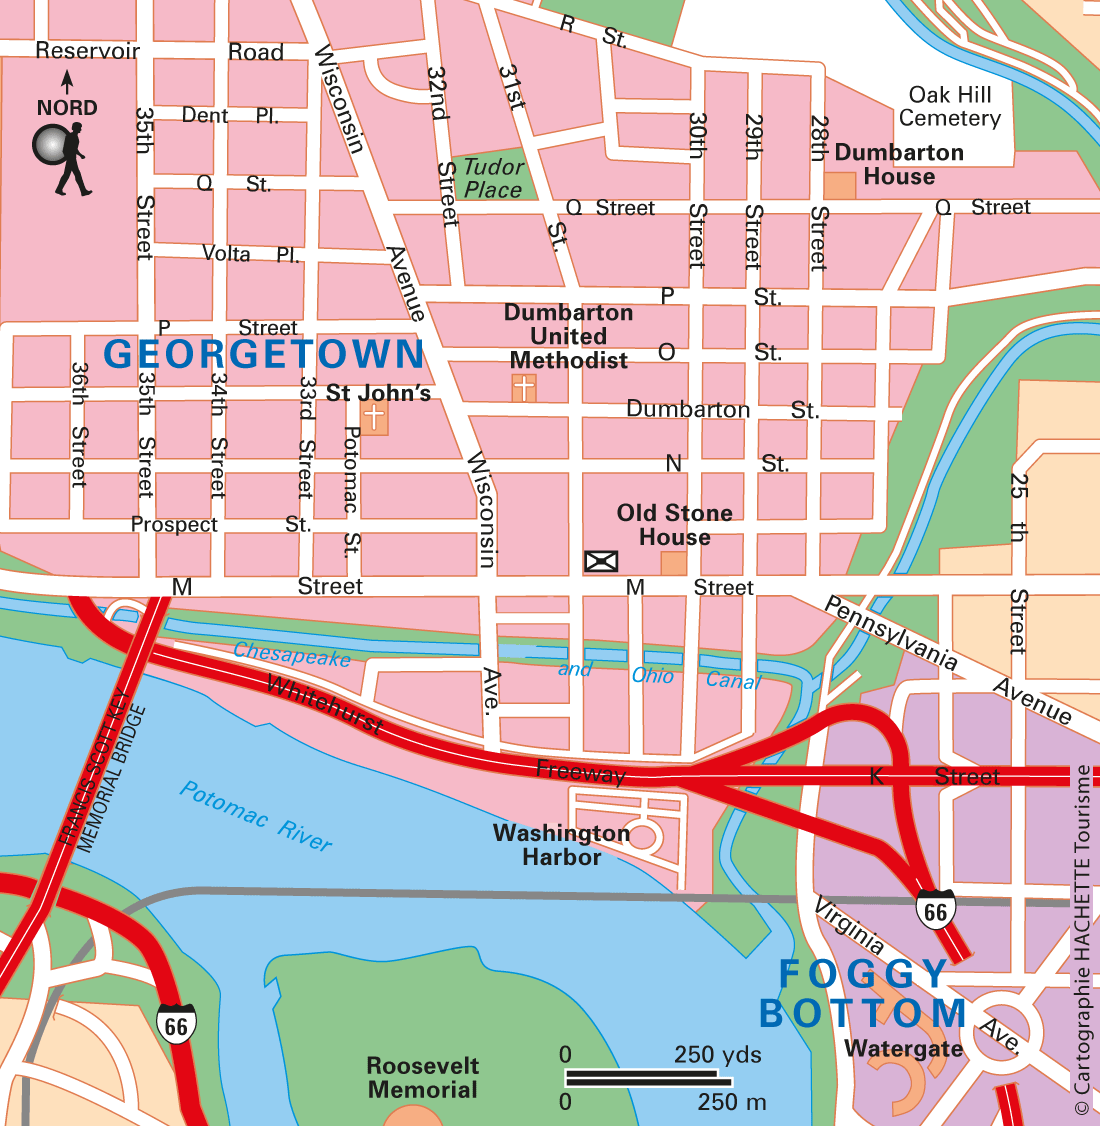 R St.
Reservoir Road
NORD
Wisconsin
32nd
31st
35th
Dent Pl.
Oak Hill
Cemetery
30th
29th
28th
Dumbarton
House
Tudor
Place
Street
Q St.
Street
Q Street
Q Street
St.
Street
Street
Street
Volta Pl.
Avenue
P St.
Dumbarton
United
Methodist
P Street
GEORGETOWN
O St.
36th
35th
34th
33rd
St John's
Potomac
Street
Street
Street
Street
Dumbarton St.
N St.
Wisconsin
25 th
Street
Prospect St.
St.
Old Stone
House
M Street
M Street
Pennsylvania
Avenue
Chesapeake
and Ohio Canal
Ave.
Whitehurst
Freeway
K Street
FRANCIS SCOTT KEY
MEMORIAL BRIDGE
Potomac River
Washington
Harbor
66
Virginia
Ave.
FOGGY
BOTTOM
Watergate
66
Roosevelt
Memorial
0 250 yds
0 250 m
© Cartographie HACHETTE Tourisme